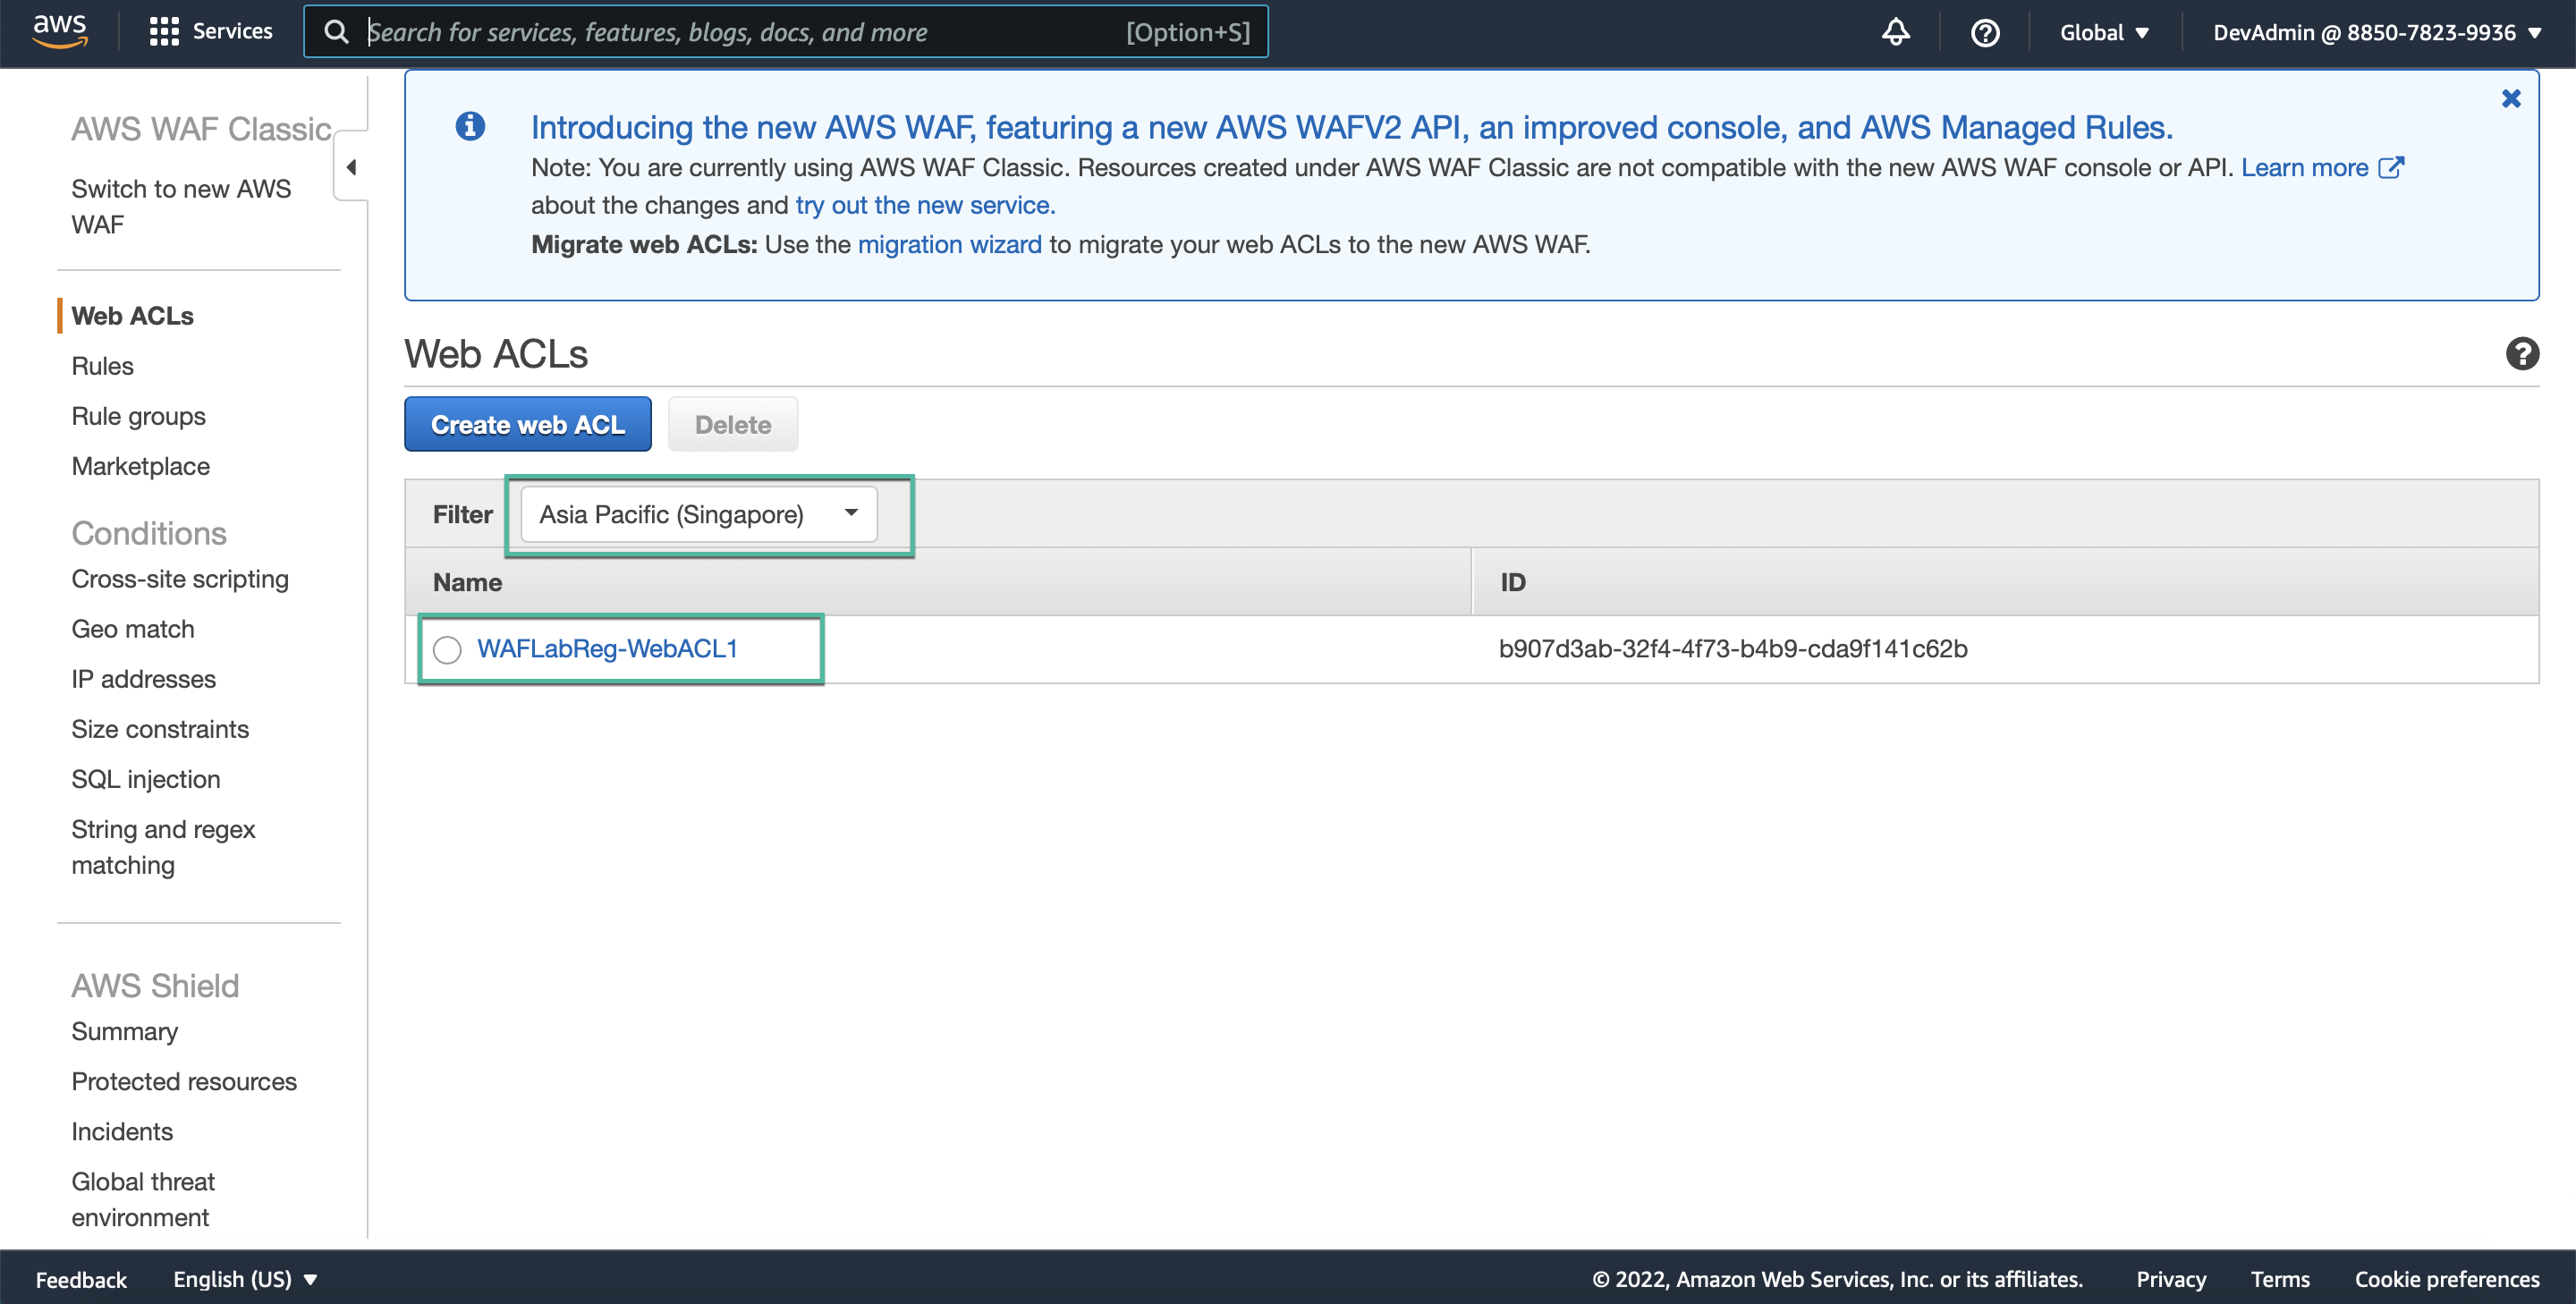 aws
Services
Search for services, features, blogs, docs, and more
[Option+S]
Global
DevAdmin @ 8850-7823-9936
AWS WAF Classic
Switch to new AWS
WAF
Web ACLs
Rules
Rule groups
Marketplace
Conditions
Cross-site scripting
Geo match
IP addresses
Size constraints
SQL injection
String and regex
matching
AWS Shield
Summary
Protected resources
Incidents
Global threat
environment
Introducing the new AWS WAF, featuring a new AWS WAFV2 API, an improved console, and AWS Managed Rules.
Note: You are currently using AWS WAF Classic. Resources created under AWS WAF Classic are not compatible with the new AWS WAF console or API. Learn more
about the changes and try out the new service.
Migrate web ACLs: Use the migration wizard to migrate your web ACLs to the new AWS WAF.
Web ACLs
Create web ACL
Delete
Filter
Asia Pacific (Singapore)
Name
ID
WAFLabReg-WebACL1
b907d3ab-32f4-4f73-b4b9-cda9f141c62b
Feedback
English (US)
© 2022, Amazon Web Services, Inc. or its affiliates.
Privacy
Terms
Cookie preferences